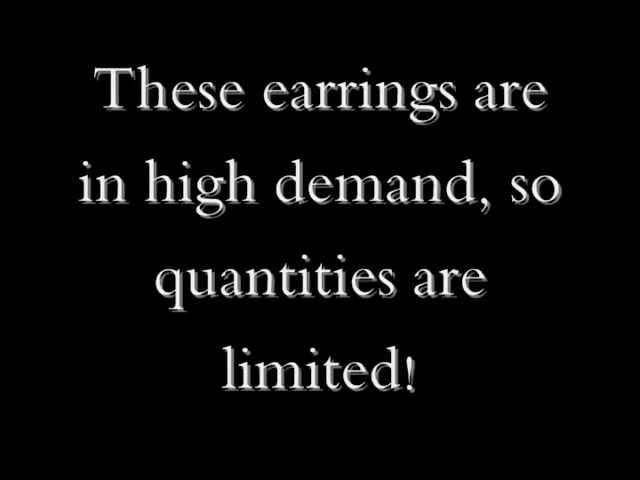 These earrings are
in high demand, so
quantities are
limited!